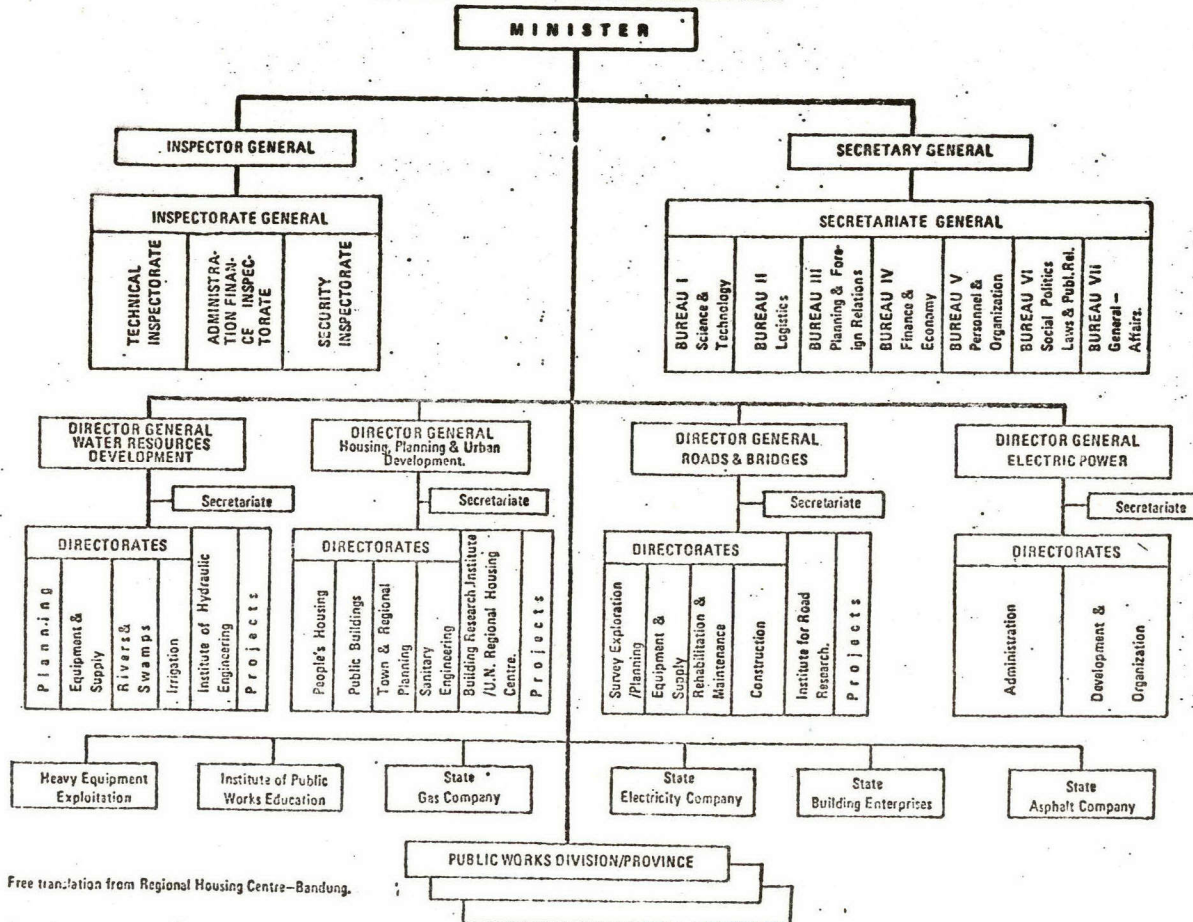 MINISTER
INSPECTOR GENERAL
SECRETARY GENERAL
INSPECTORATE GENERAL
TECHNICAL
INSPECTORATE
ADMINISTRA-
TION FINAN-
CE INSPEC-
TORATE
SECURITY
INSPECTORATE
SECRETARIATE GENERAL
BUREAU I
Science &
Technology
BUREAU II
Logistics
BUREAU III
Planning & Fore-
ign Relations
BUREAU IV
Finance &
Economy
BUREAU V
Personnel &
Organization
BUREAU VI
Social Politics
Laws & Publ.Rel.
BUREAU VII
General –
Affairs.
DIRECTOR GENERAL
WATER RESOURCES
DEVELOPMENT
DIRECTOR GENERAL
Housing, Planning & Urban
Development.
DIRECTOR GENERAL
ROADS & BRIDGES
DIRECTOR GENERAL
ELECTRIC POWER
Secretariate
Secretariate
Secretariate
Secretariate
DIRECTORATES
Planning
Equipment &
Supply
Rivers &
Swamps
Irrigation
Institute of Hydraulic
Engineering
Projects
DIRECTORATES
People's Housing
Public Buildings
Town & Regional
Planning
Sanitary
Engineering
Building Research Institute
/U.N. Regional Housing
Centre.
Projects
DIRECTORATES
Survey Exploration
/Planning
Equipment &
Supply
Rehabilitation &
Maintenance
Construction
Institute for Road
Research.
Projects
DIRECTORATES
Administration
Development &
Organization
Heavy Equipment
Exploitation
Institute of Public
Works Education
State
Gas Company
State
Electricity Company
State
Building Enterprises
State
Asphalt Company
PUBLIC WORKS DIVISION/PROVINCE
Free translation from Regional Housing Centre–Bandung.